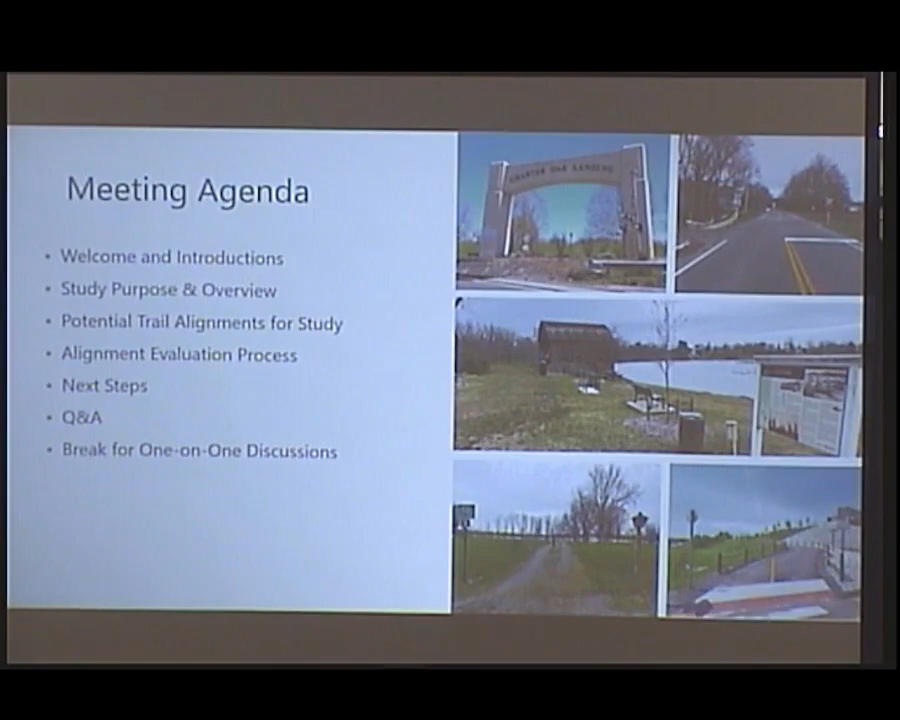 Meeting Agenda
• Welcome and Introductions
• Study Purpose & Overview
• Potential Trail Alignments for Study
• Alignment Evaluation Process
• Next Steps
• Q&A
• Break for One-on-One Discussions